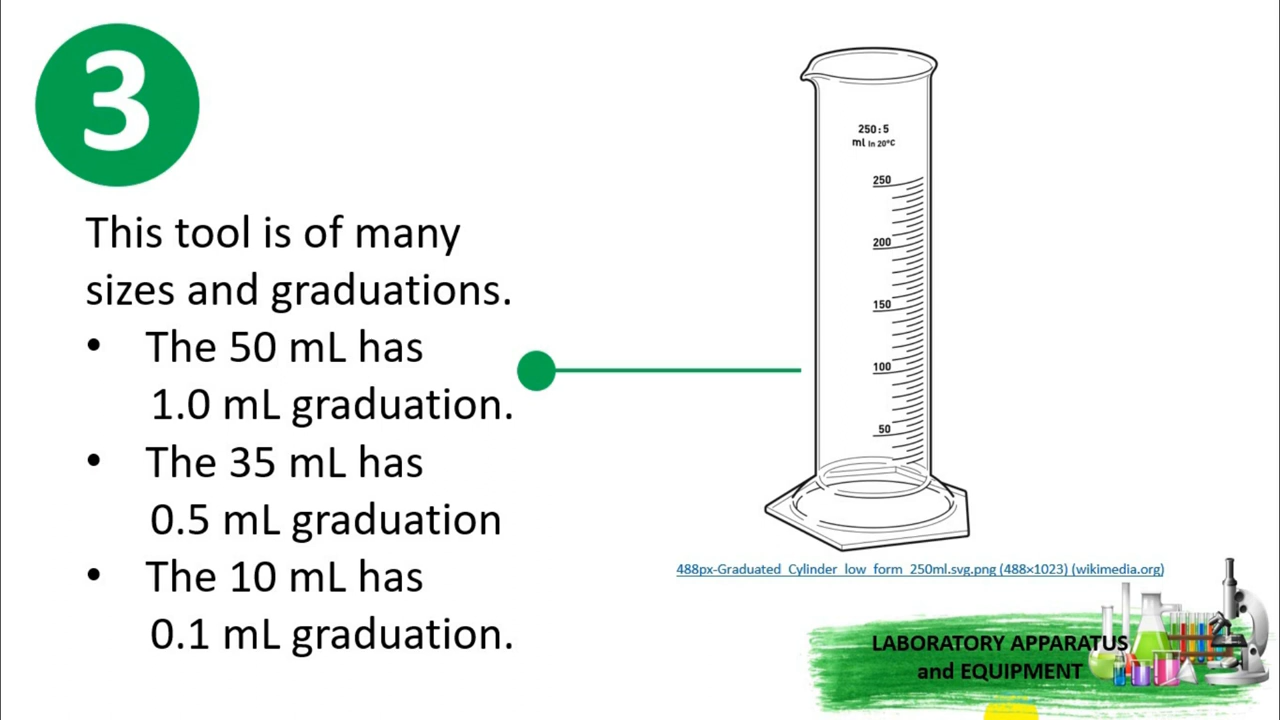 3
This tool is of many
sizes and graduations.
• The 50 mL has
1.0 mL graduation.
• The 35 mL has
0.5 mL graduation
• The 10 mL has
0.1 mL graduation.
250:5
ml In 20°C
250
200
150
100
50
488px-Graduated_Cylinder_low_form_250ml.svg.png (488×1023) (wikimedia.org)
LABORATORY APPARATUS
and EQUIPMENT